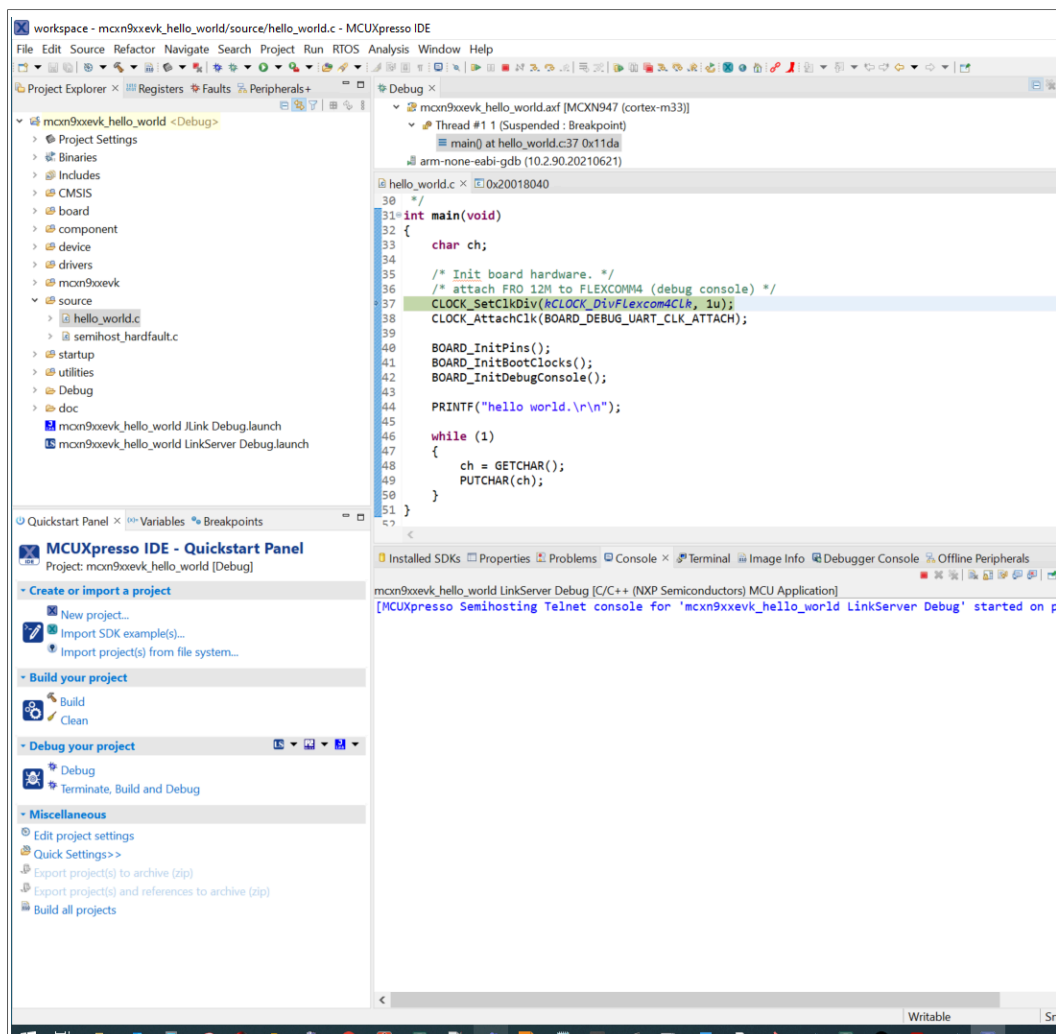 workspace - mcxn9xxevk_hello_world/source/hello_world.c - MCUXpresso IDE
File Edit Source Refactor Navigate Search Project Run RTOS Analysis Window Help
Project Explorer Registers Faults Peripherals+
mcxn9xxevk_hello_world <Debug>
Project Settings
Binaries
Includes
CMSIS
board
component
device
drivers
mcxn9xxevk
source
hello_world.c
semihost_hardfault.c
startup
utilities
Debug
doc
mcxn9xxevk_hello_world JLink Debug.launch
mcxn9xxevk_hello_world LinkServer Debug.launch
Debug
mcxn9xxevk_hello_world.axf [MCXN947 (cortex-m33)]
Thread #1 1 (Suspended : Breakpoint)
main() at hello_world.c:37 0x11da
arm-none-eabi-gdb (10.2.90.20210621)
hello_world.c 0x20018040
30 */
31 int main(void)
32 {
33 char ch;
34
35 /* Init board hardware. */
36 /* attach FRO 12M to FLEXCOMM4 (debug console) */
37 CLOCK_SetClkDiv(kCLOCK_DivFlexcom4Clk, 1u);
38 CLOCK_AttachClk(BOARD_DEBUG_UART_CLK_ATTACH);
39
40 BOARD_InitPins();
41 BOARD_InitBootClocks();
42 BOARD_InitDebugConsole();
43
44 PRINTF("hello world.\r\n");
45
46 while (1)
47 {
48 ch = GETCHAR();
49 PUTCHAR(ch);
50 }
51 }
52
Quickstart Panel Variables Breakpoints
MCUXpresso IDE - Quickstart Panel
IDE
Project: mcxn9xxevk_hello_world [Debug]
Create or import a project
New project...
Import SDK example(s)...
Import project(s) from file system...
Build your project
Build
Clean
Debug your project
Debug
Terminate, Build and Debug
Miscellaneous
Edit project settings
Quick Settings>>
Export project(s) to archive (zip)
Export project(s) and references to archive (zip)
Build all projects
Installed SDKs Properties Problems Console Terminal Image Info Debugger Console Offline Peripherals
mcxn9xxevk_hello_world LinkServer Debug [C/C++ (NXP Semiconductors) MCU Application]
[MCUXpresso Semihosting Telnet console for 'mcxn9xxevk_hello_world LinkServer Debug' started on p
Writable